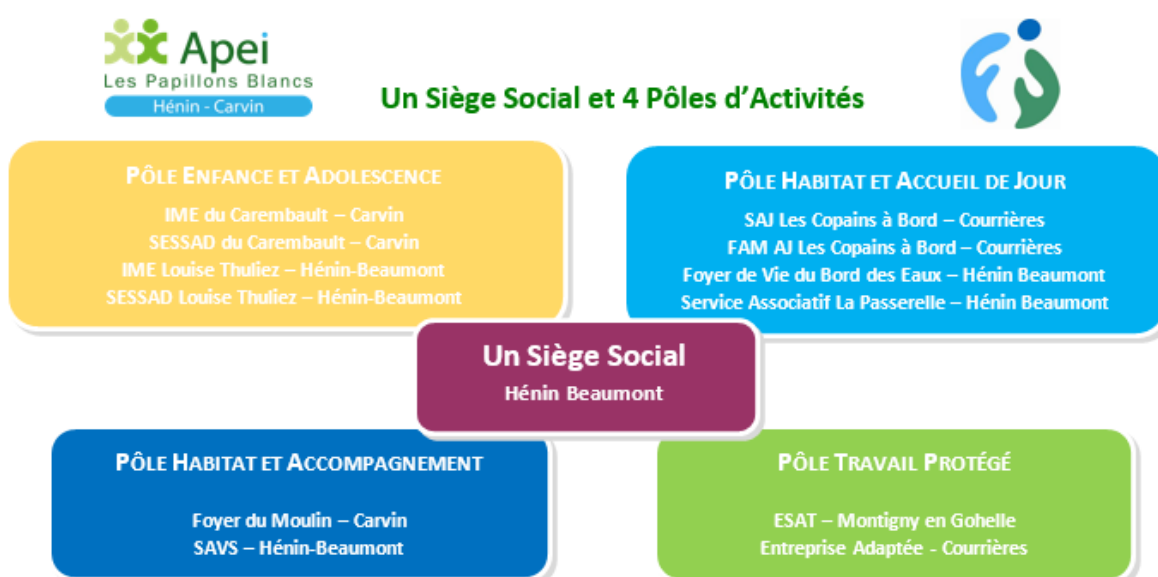 Apei
Les Papillons Blancs
Hénin - Carvin
Un Siège Social et 4 Pôles d'Activités
PÔLE ENFANCE ET ADOLESCENCE
IME du Carembault – Carvin
SESSAD du Carembault – Carvin
IME Louise Thuliez – Hénin-Beaumont
SESSAD Louise Thuliez – Hénin-Beaumont
PÔLE HABITAT ET ACCUEIL DE JOUR
SAJ Les Copains à Bord – Courrières
FAM AJ Les Copains à Bord – Courrières
Foyer de Vie du Bord des Eaux – Hénin Beaumont
Service Associatif La Passerelle – Hénin Beaumont
Un Siège Social
Hénin Beaumont
PÔLE HABITAT ET ACCOMPAGNEMENT
Foyer du Moulin – Carvin
SAVS – Hénin-Beaumont
PÔLE TRAVAIL PROTÉGÉ
ESAT – Montigny en Gohelle
Entreprise Adaptée - Courrières